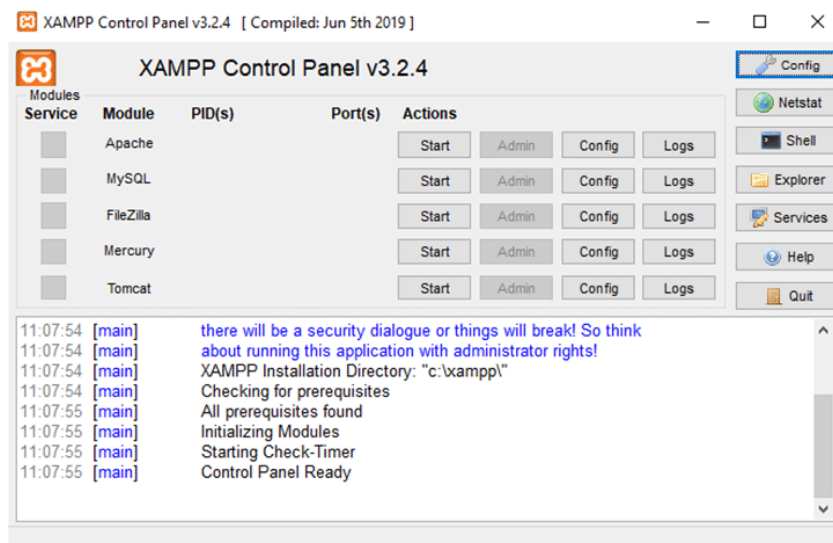 XAMPP Control Panel v3.2.4 [ Compiled: Jun 5th 2019 ]
XAMPP Control Panel v3.2.4
Config
Modules
Service Module PID(s) Port(s) Actions
Netstat
Apache Start Admin Config Logs
Shell
MySQL Start Admin Config Logs
Explorer
FileZilla Start Admin Config Logs
Services
Mercury Start Admin Config Logs
Help
Tomcat Start Admin Config Logs
Quit
11:07:54 [main] there will be a security dialogue or things will break! So think
11:07:54 [main] about running this application with administrator rights!
11:07:54 [main] XAMPP Installation Directory: "c:\xampp\"
11:07:54 [main] Checking for prerequisites
11:07:55 [main] All prerequisites found
11:07:55 [main] Initializing Modules
11:07:55 [main] Starting Check-Timer
11:07:55 [main] Control Panel Ready